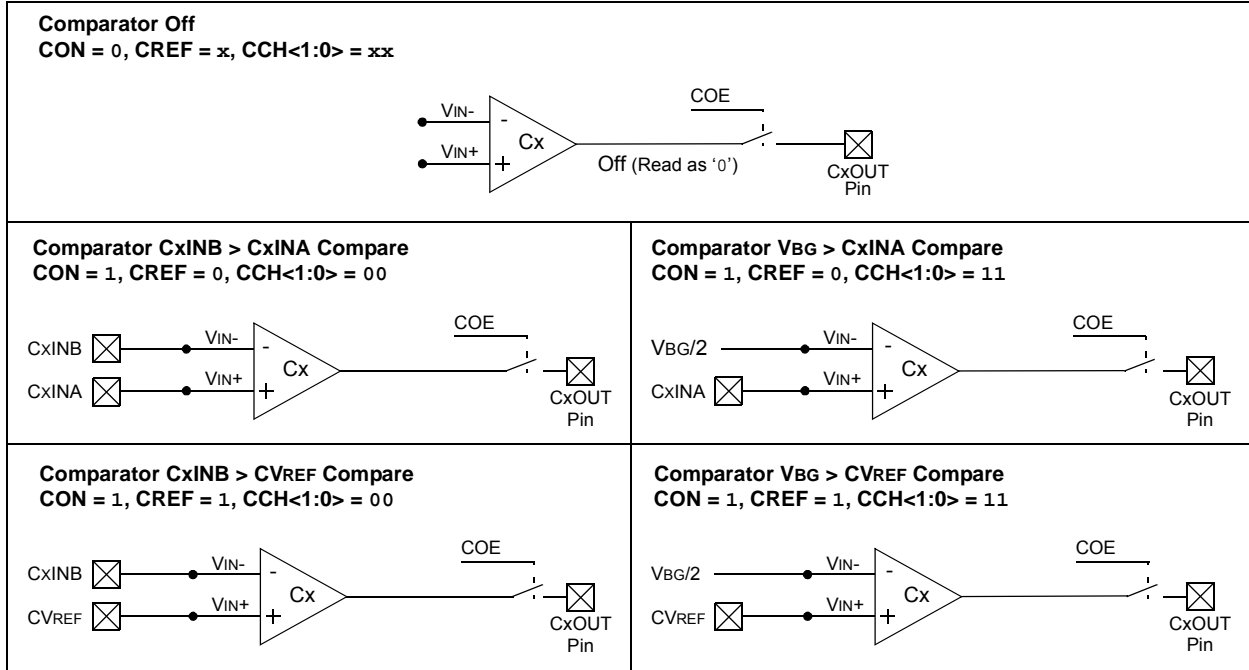 Comparator Off
CON = 0, CREF = x, CCH<1:0> = xx
COE
VIN-
-
Cx
VIN+
+
Off (Read as ‘0’)
CxOUT
Pin
Comparator CxINB > CxINA Compare
CON = 1, CREF = 0, CCH<1:0> = 00
COE
CxINB
VIN-
-
Cx
CxINA
VIN+
+
CxOUT
Pin
Comparator VBG > CxINA Compare
CON = 1, CREF = 0, CCH<1:0> = 11
COE
VBG/2
VIN-
-
Cx
CxINA
VIN+
+
CxOUT
Pin
Comparator CxINB > CVREF Compare
CON = 1, CREF = 1, CCH<1:0> = 00
COE
CxINB
VIN-
-
Cx
CVREF
VIN+
+
CxOUT
Pin
Comparator VBG > CVREF Compare
CON = 1, CREF = 1, CCH<1:0> = 11
COE
VBG/2
VIN-
-
Cx
CVREF
VIN+
+
CxOUT
Pin